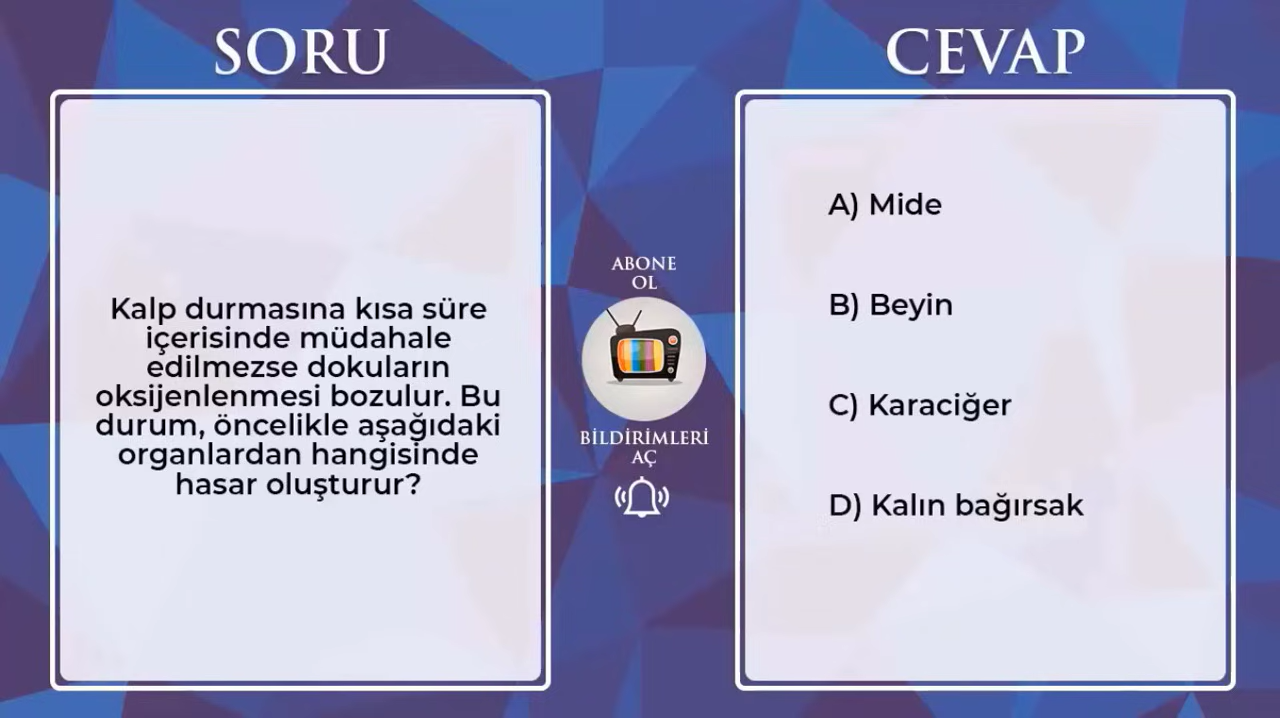 SORU
Kalp durmasına kısa süre
içerisinde müdahale
edilmezse dokuların
oksijenlenmesi bozulur. Bu
durum, öncelikle aşağıdaki
organlardan hangisinde
hasar oluşturur?
ABONE
OL
BİLDİRİMLERİ
AÇ
CEVAP
A) Mide
B) Beyin
C) Karaciğer
D) Kalın bağırsak